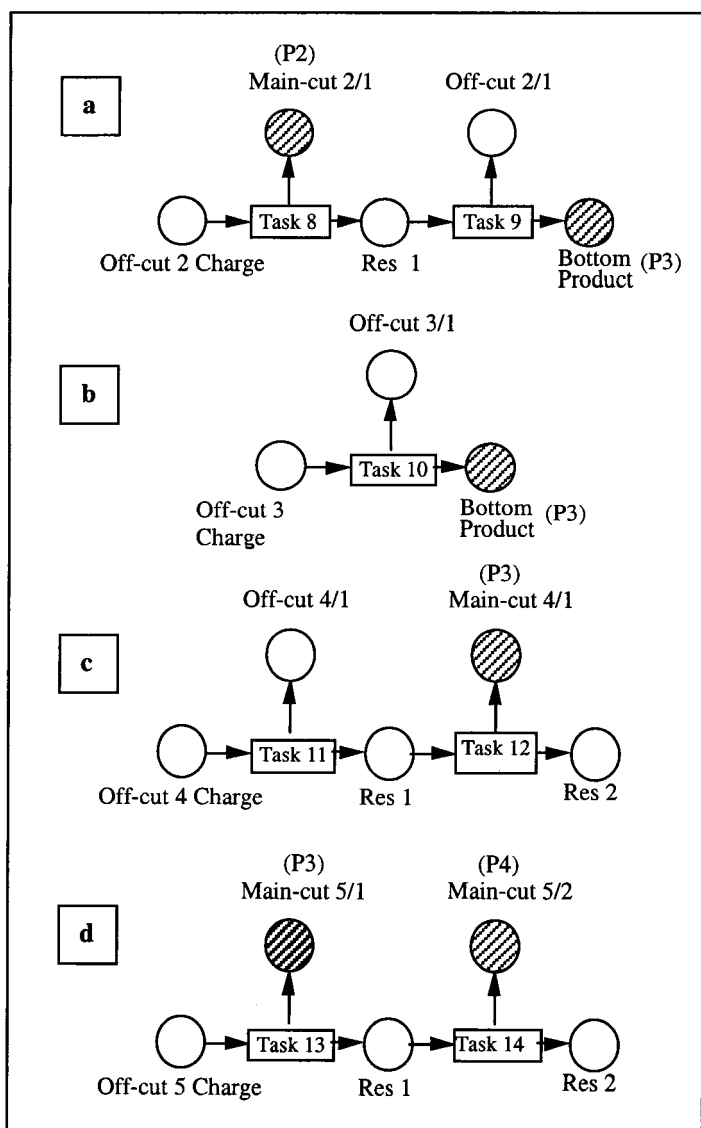 a
(P2)
Main-cut 2/1
Off-cut 2/1
Task 8
Task 9
Off-cut 2 Charge
Res 1
Bottom
Product (P3)
b
Off-cut 3/1
Task 10
Off-cut 3
Charge
Bottom
Product (P3)
c
Off-cut 4/1
(P3)
Main-cut 4/1
Task 11
Task 12
Off-cut 4 Charge
Res 1
Res 2
d
(P3)
Main-cut 5/1
(P4)
Main-cut 5/2
Task 13
Task 14
Off-cut 5 Charge
Res 1
Res 2